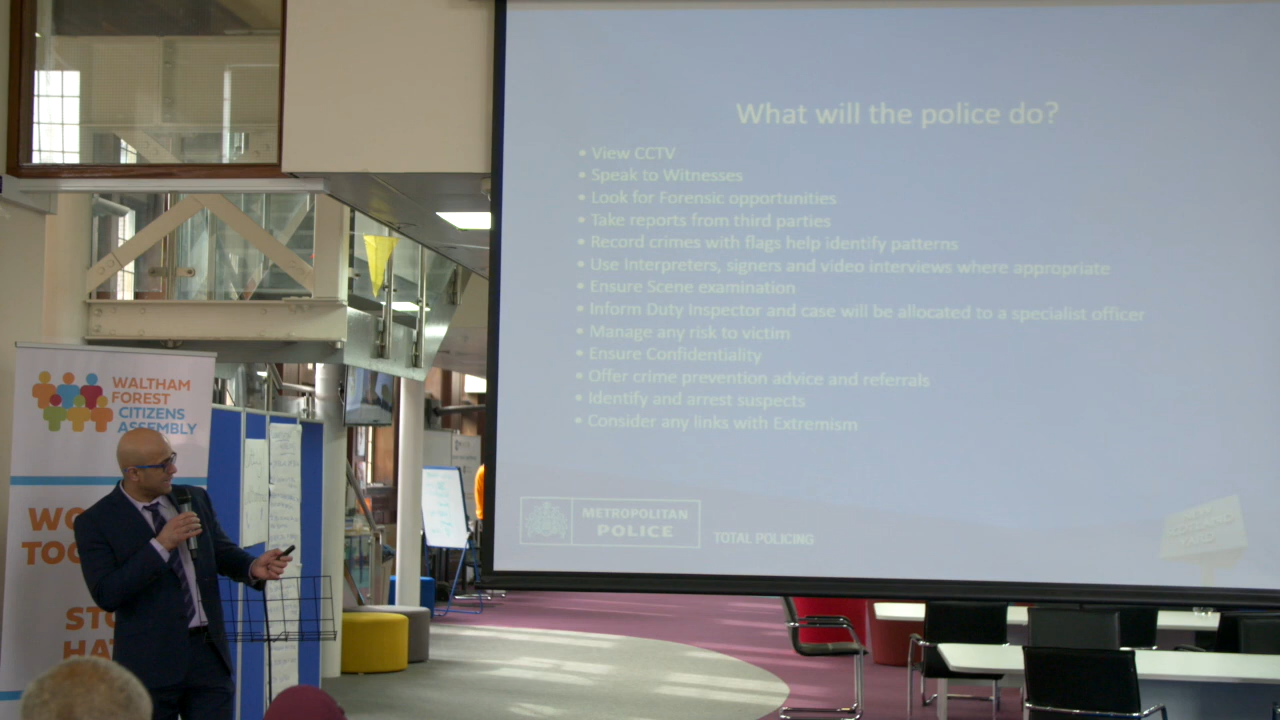 What will the police do?
• View CCTV
• Speak to Witnesses
• Look for Forensic opportunities
• Take reports from third parties
• Record crimes with flags help identify patterns
• Use Interpreters, signers and video interviews where appropriate
• Ensure Scene examination
• Inform Duty Inspector and case will be allocated to a specialist officer
• Manage any risk to victim
• Ensure Confidentiality
• Offer crime prevention advice and referrals
• Identify and arrest suspects
• Consider any links with Extremism
METROPOLITAN
POLICE
TOTAL POLICING
WALTHAM
FOREST
CITIZENS
ASSEMBLY
WO
TOG
STO
HAT